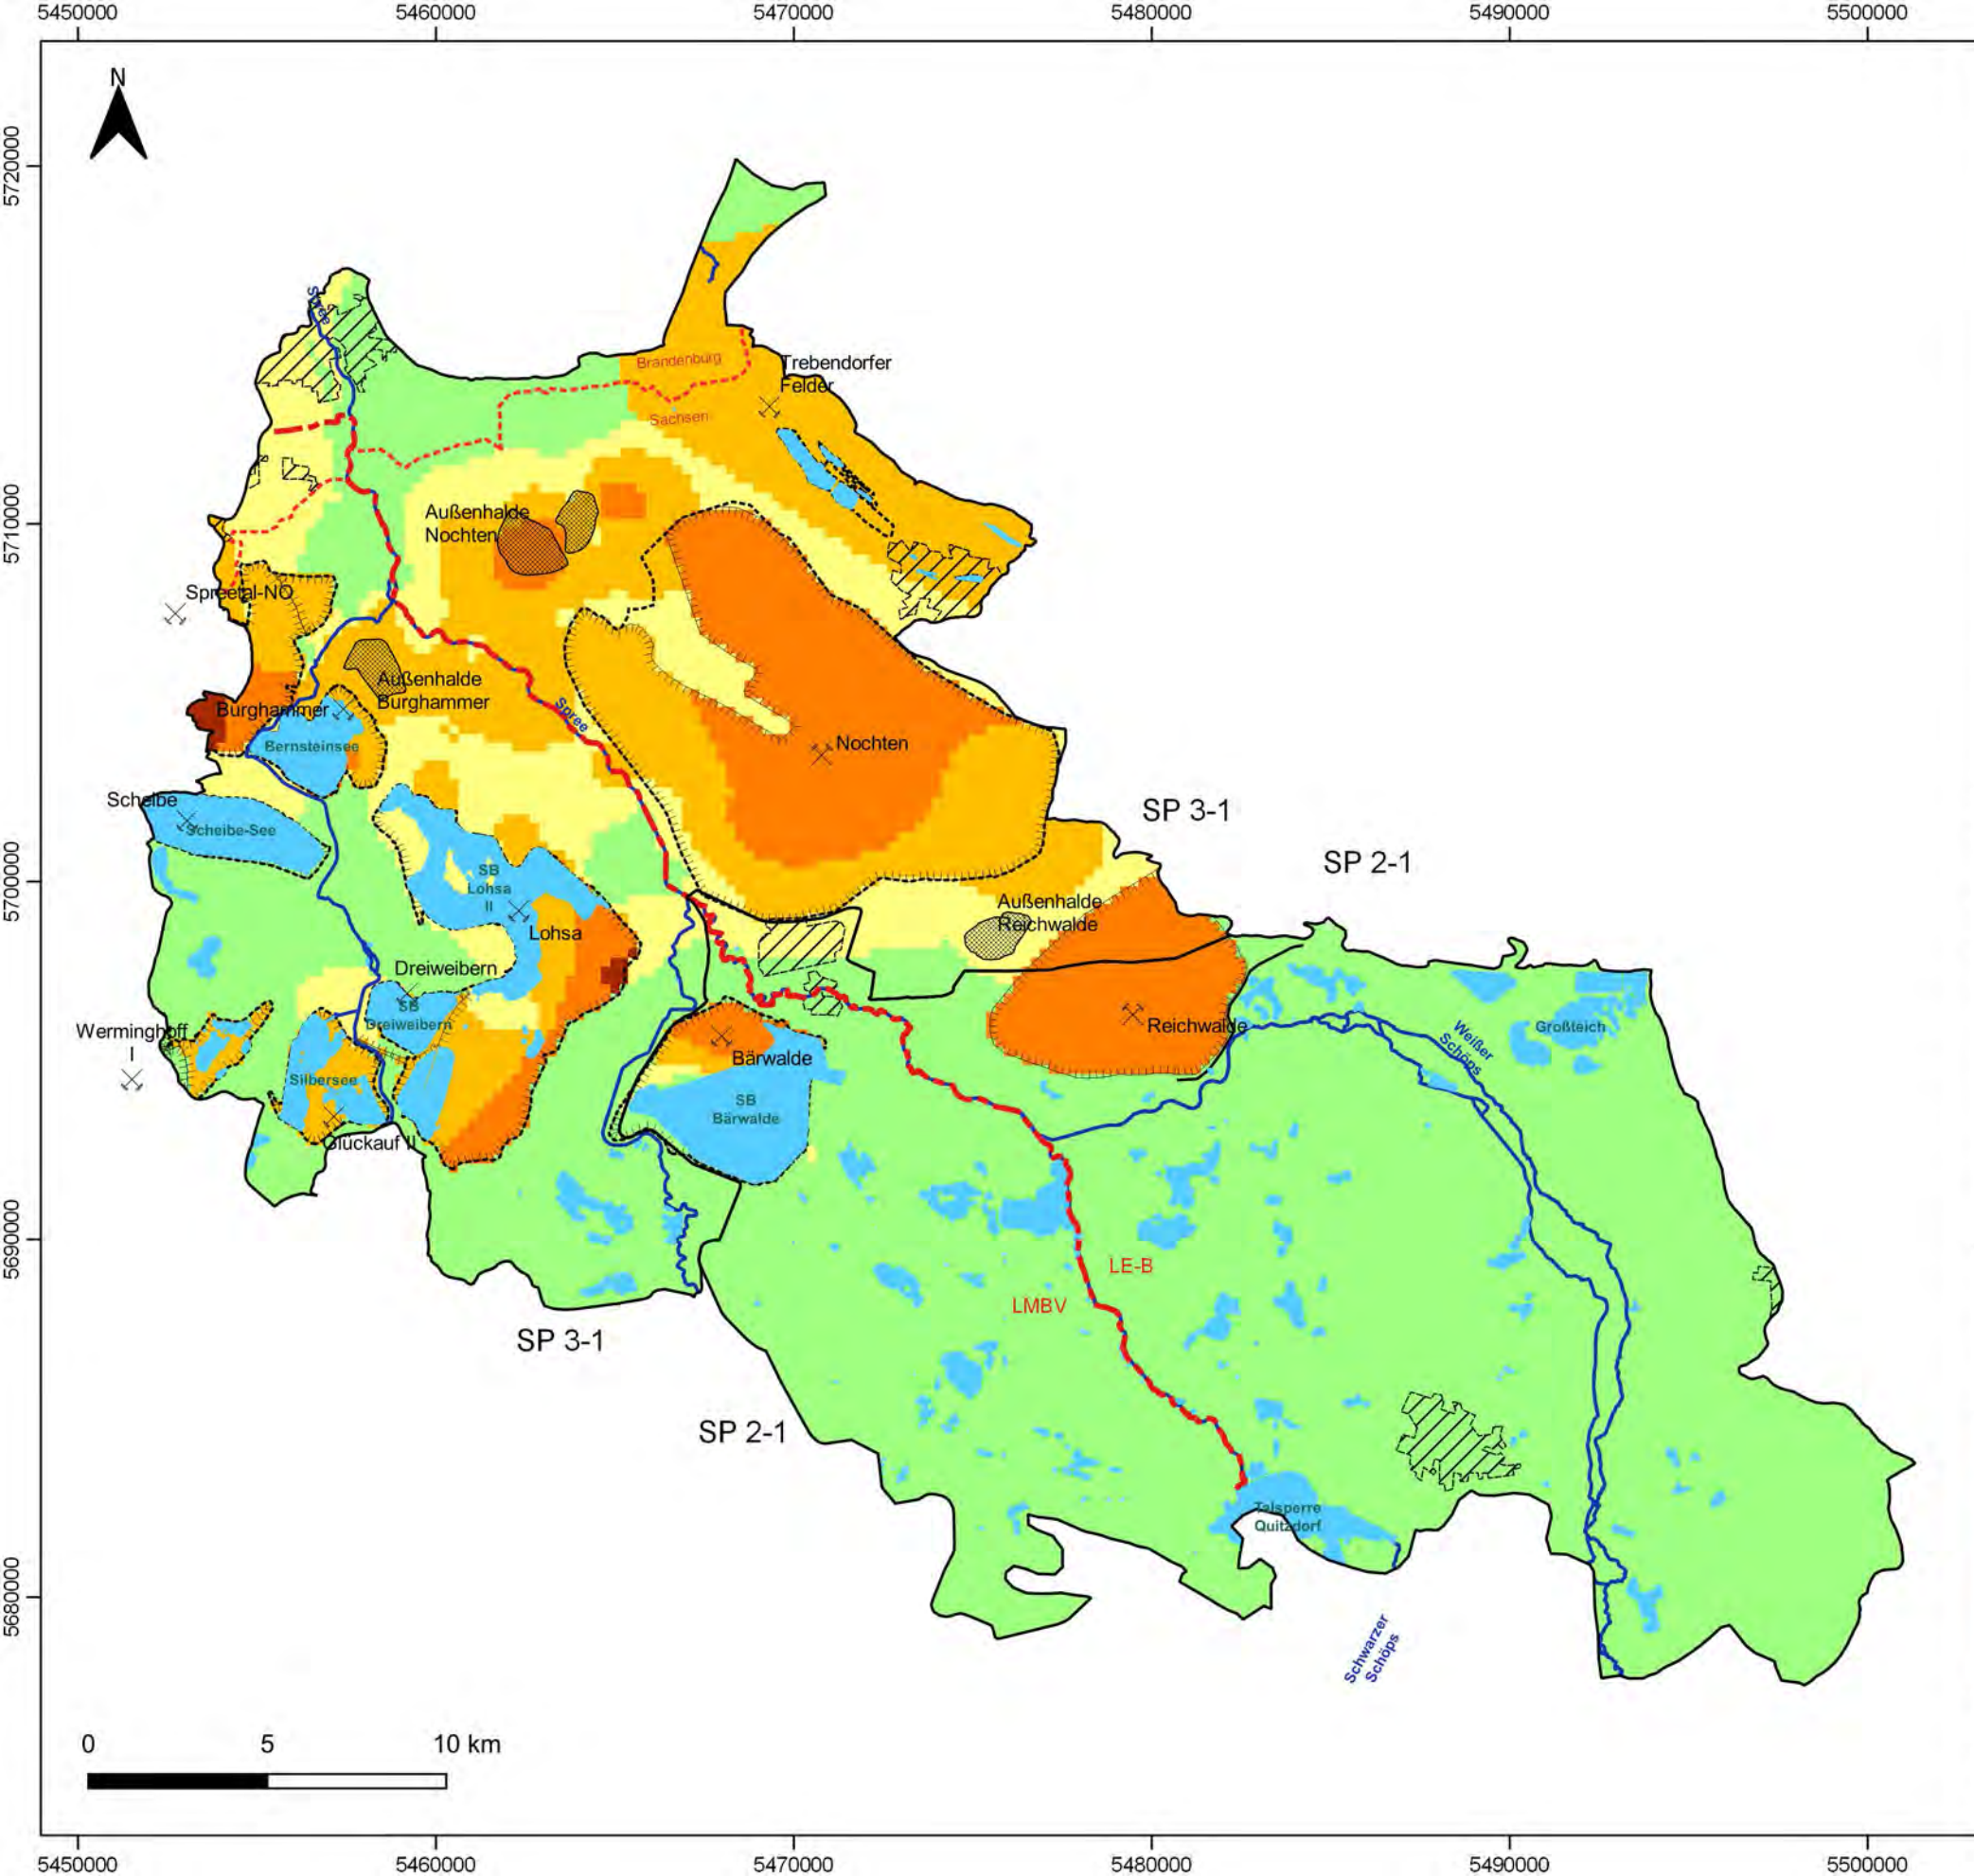 5450000
5460000
5470000
5480000
5490000
5500000
N
5720000
5710000
5700000
5690000
5680000
Spree
Brandenburg
Sachsen
Trebendorfer
Felder
Außenhalde
Nochten
Spreetal-NO
Außenhalde
Burghammer
Burghammer
Bernsteinsee
Spree
Nochten
Scheibe
Scheibe-See
SP 3-1
SP 2-1
SB
Lohsa
II
Lohsa
Außenhalde
Reichwalde
Dreiweibern
SB
Dreiweibern
Werminghoff
I
Silbersee
Glückauf II
Bärwalde
SB
Bärwalde
Reichwalde
Weißer
Schöps
Großteich
LE-B
LMBV
SP 3-1
SP 2-1
Talsperre
Quitzdorf
Schwarzer
Schöps
0 5 10 km
5450000
5460000
5470000
5480000
5490000
5500000